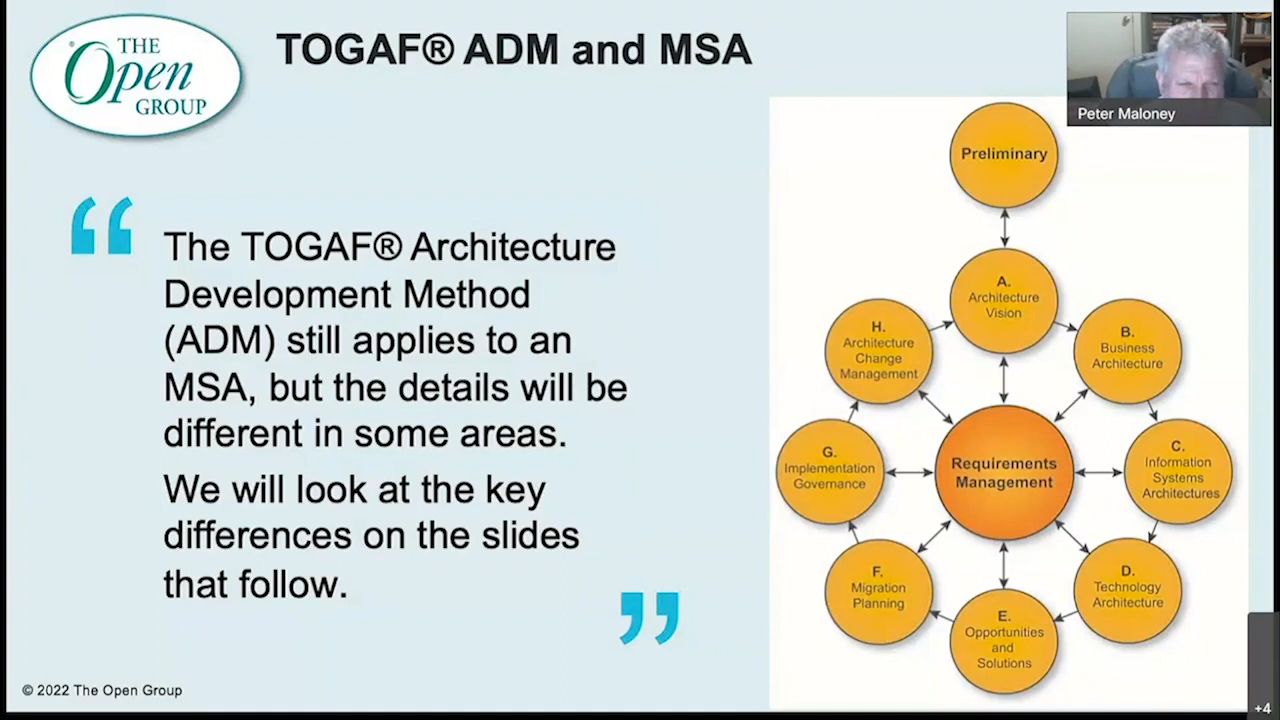 THE
Open
GROUP
TOGAF® ADM and MSA
Peter Maloney
“
The TOGAF® Architecture
Development Method
(ADM) still applies to an
MSA, but the details will be
different in some areas.
We will look at the key
differences on the slides
that follow.
”
Preliminary
A.
Architecture
Vision
B.
Business
Architecture
C.
Information
Systems
Architectures
D.
Technology
Architecture
E.
Opportunities
and
Solutions
F.
Migration
Planning
G.
Implementation
Governance
H.
Architecture
Change
Management
Requirements
Management
© 2022 The Open Group
+4